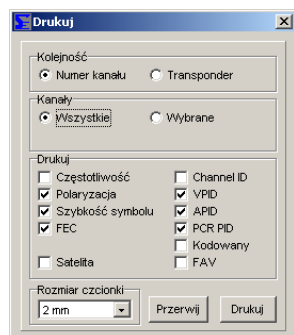 Drukuj
Kolejność
Numer kanału Transponder
Kanały
Wszystkie Wybrane
Drukuj
Częstotliwość Channel ID
Polaryzacja VPID
Szybkość symbolu APID
FEC PCR PID
Kodowany
Satelita FAV
Rozmiar czcionki
2 mm Przerwij Drukuj